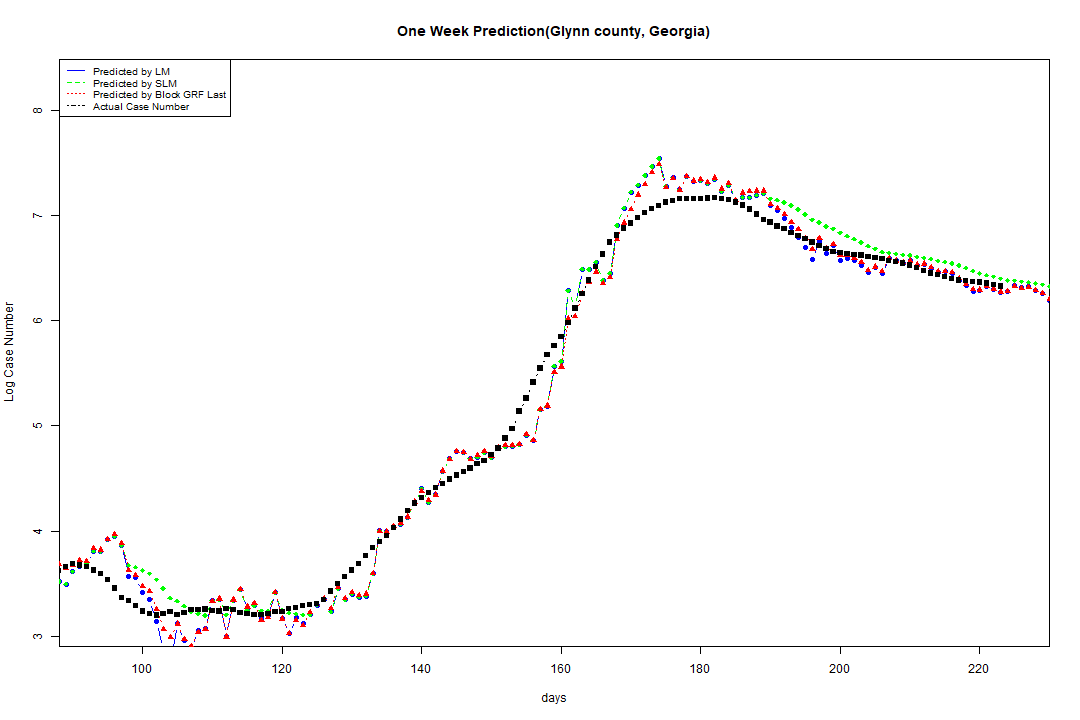 One Week Prediction(Glynn county, Georgia)
Predicted by LM
Predicted by SLM
Predicted by Block GRF Last
Actual Case Number
Log Case Number
8
7
6
5
4
3
100 120 140 160 180 200 220
days